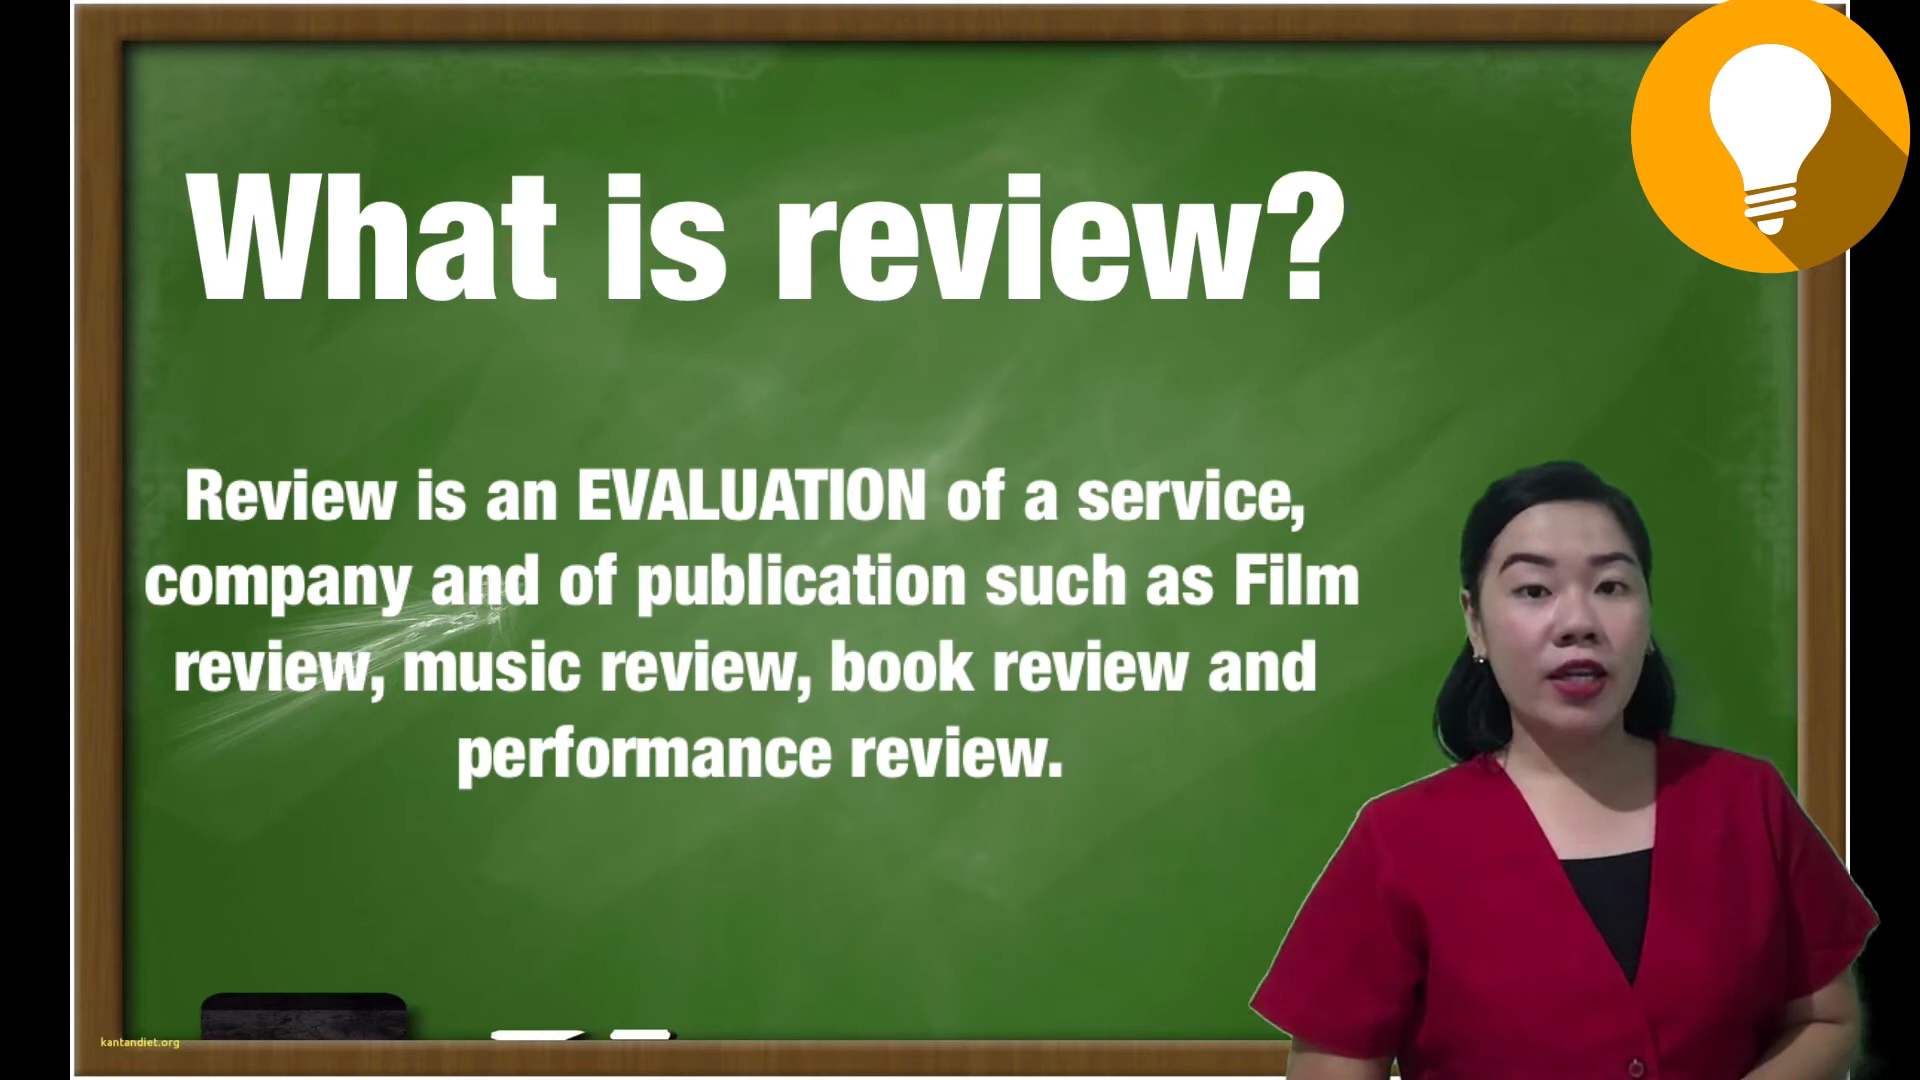 What is review?
Review is an EVALUATION of a service,
company and of publication such as Film
review, music review, book review and
performance review.
kantandiet.org